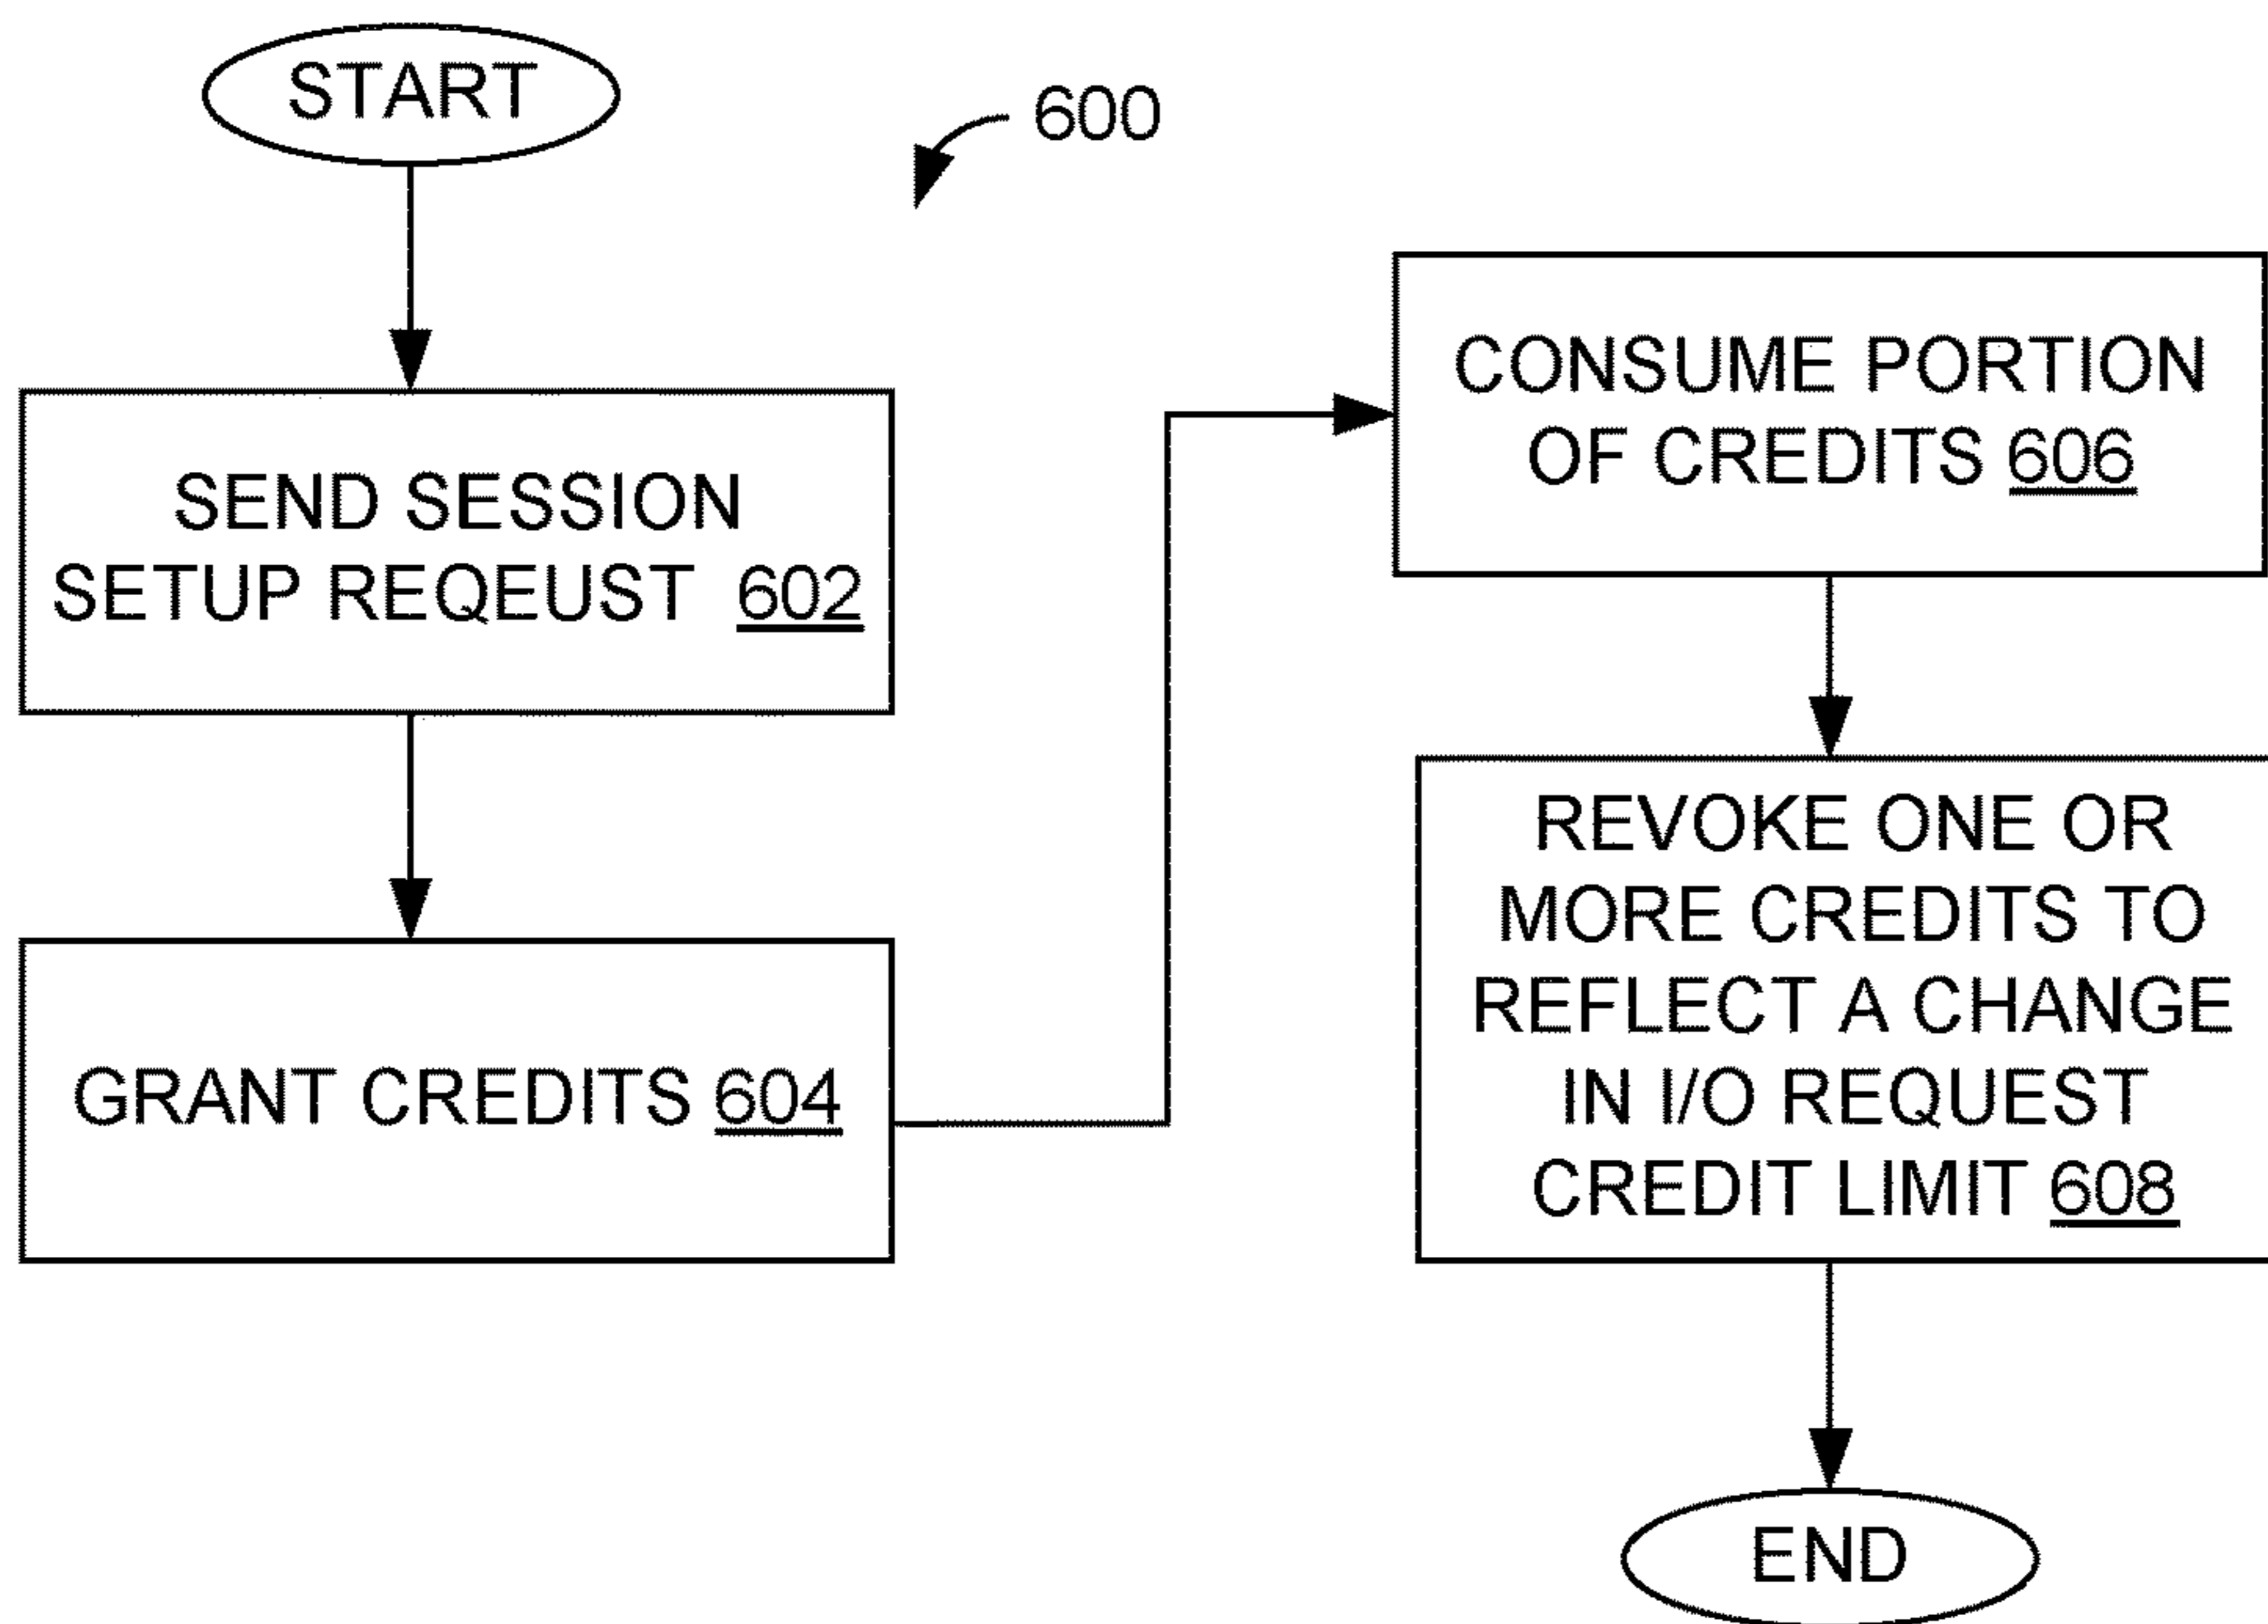 START
600
SEND SESSION
SETUP REQEUST 602
GRANT CREDITS 604
CONSUME PORTION
OF CREDITS 606
REVOKE ONE OR
MORE CREDITS TO
REFLECT A CHANGE
IN I/O REQUEST
CREDIT LIMIT 608
END